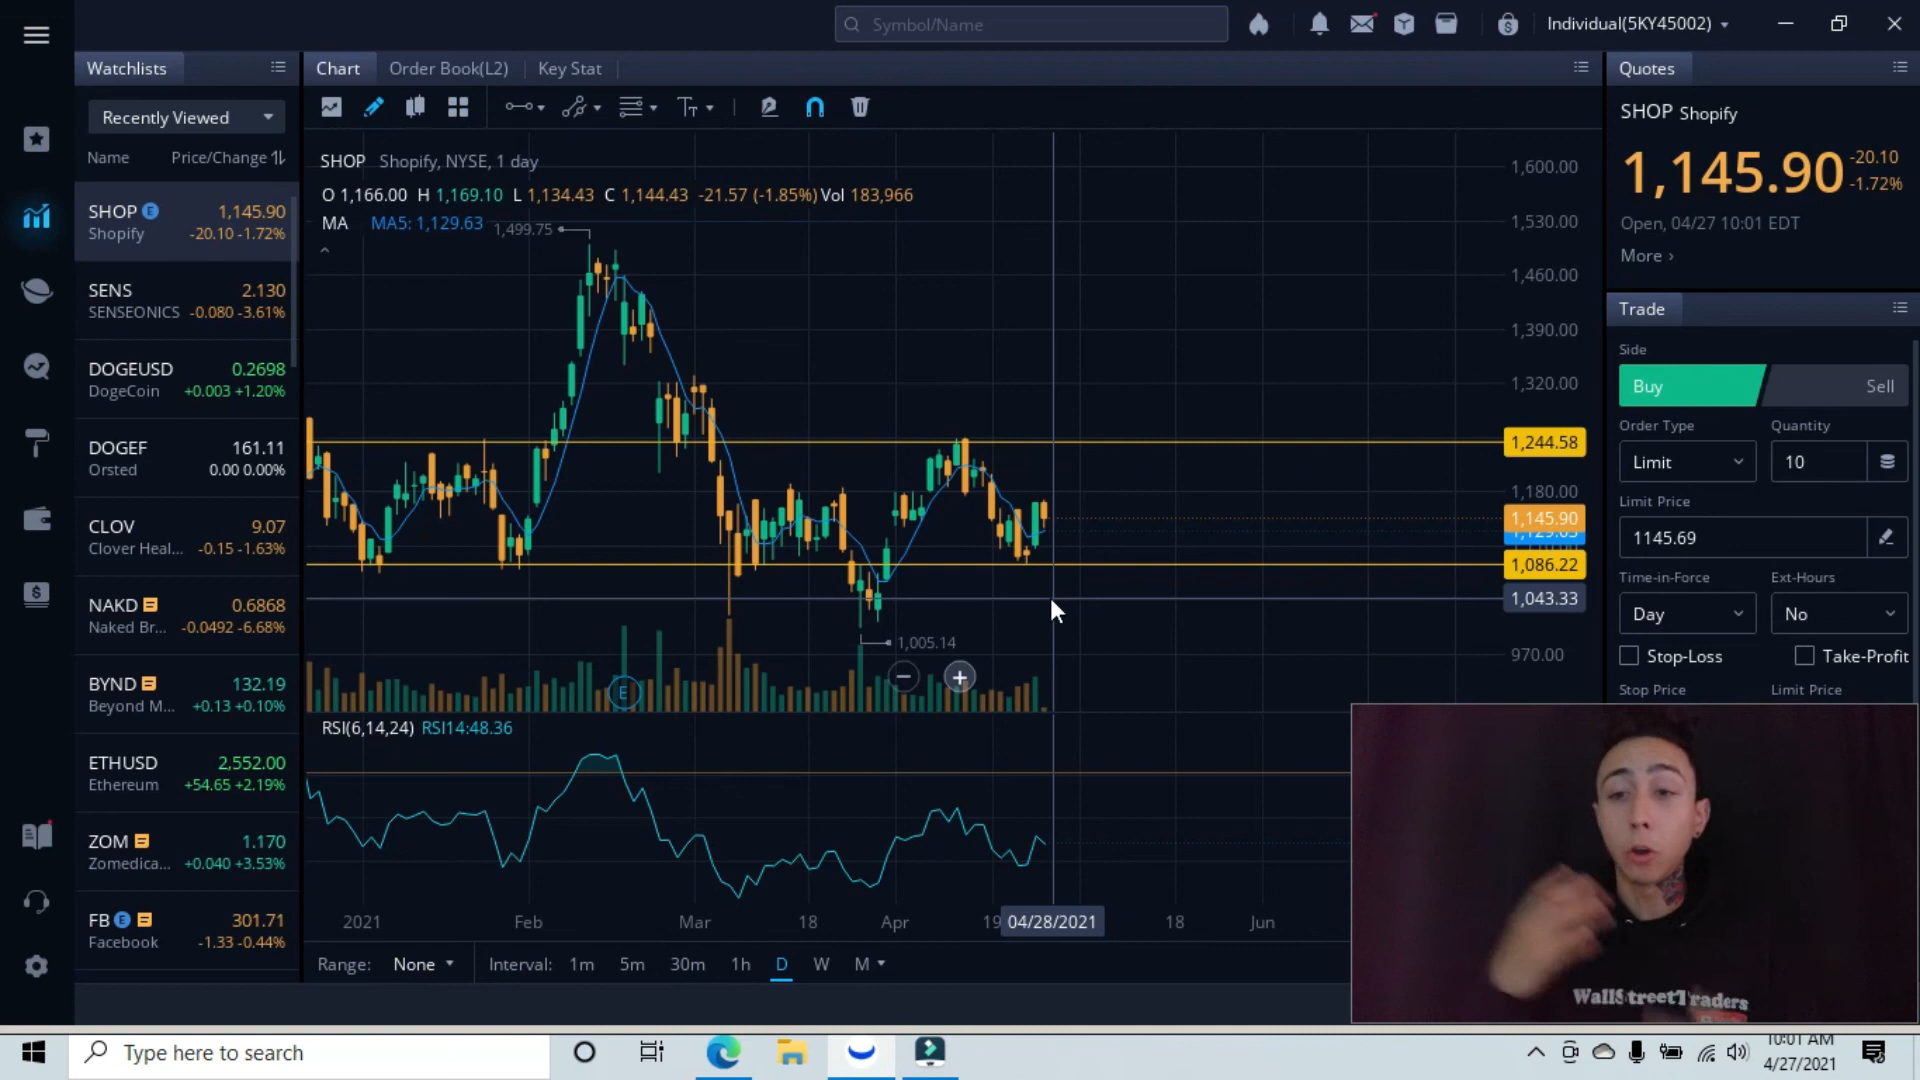 Symbol/Name
Individual(5KY45002)
Watchlists
Recently Viewed
Name Price/Change
SHOP E 1,145.90
Shopify -20.10 -1.72%
SENS 2.130
SENSEONICS -0.080 -3.61%
DOGEUSD 0.2698
DogeCoin +0.003 +1.20%
DOGEF 161.11
Orsted 0.00 0.00%
CLOV 9.07
Clover Heal... -0.15 -1.63%
NAKD 0.6868
Naked Br... -0.0492 -6.68%
BYND 132.19
Beyond M... +0.13 +0.10%
ETHUSD 2,552.00
Ethereum +54.65 +2.19%
ZOM 1.170
Zomedica... +0.040 +3.53%
FB E 301.71
Facebook -1.33 -0.44%
Chart Order Book(L2) Key Stat
SHOP Shopify, NYSE, 1 day
O 1,166.00 H 1,169.10 L 1,134.43 C 1,144.43 -21.57 (-1.85%) Vol 183,966
MA MA5: 1,129.63
1,499.75
1,600.00
1,530.00
1,460.00
1,390.00
1,320.00
1,244.58
1,180.00
1,145.90
1,129.63
1,086.22
1,043.33
1,005.14
970.00
E
RSI(6,14,24) RSI14:48.36
2021 Feb Mar 18 Apr 19 04/28/2021 18 Jun
Range: None Interval: 1m 5m 30m 1h D W M
Quotes
SHOP Shopify
1,145.90 -20.10
-1.72%
Open, 04/27 10:01 EDT
More ›
Trade
Side
Buy Sell
Order Type Quantity
Limit 10
Limit Price
1145.69
Time-in-Force Ext-Hours
Day No
Stop-Loss Take-Profit
Stop Price Limit Price
WallStreetTraders
Type here to search
10:01 AM
4/27/2021